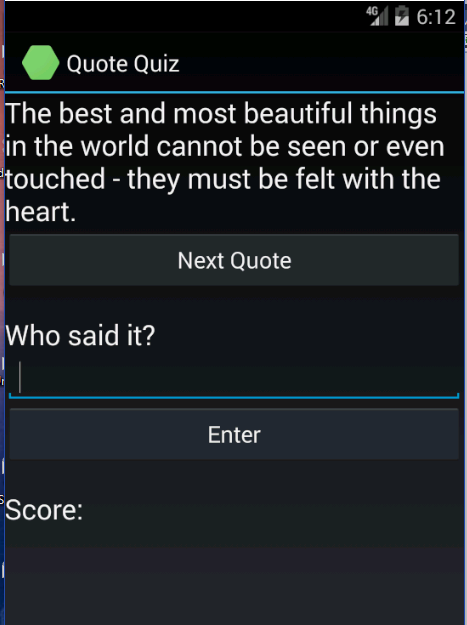 4G 6:12
Quote Quiz
The best and most beautiful things
in the world cannot be seen or even
touched - they must be felt with the
heart.
Next Quote
Who said it?
Enter
Score: